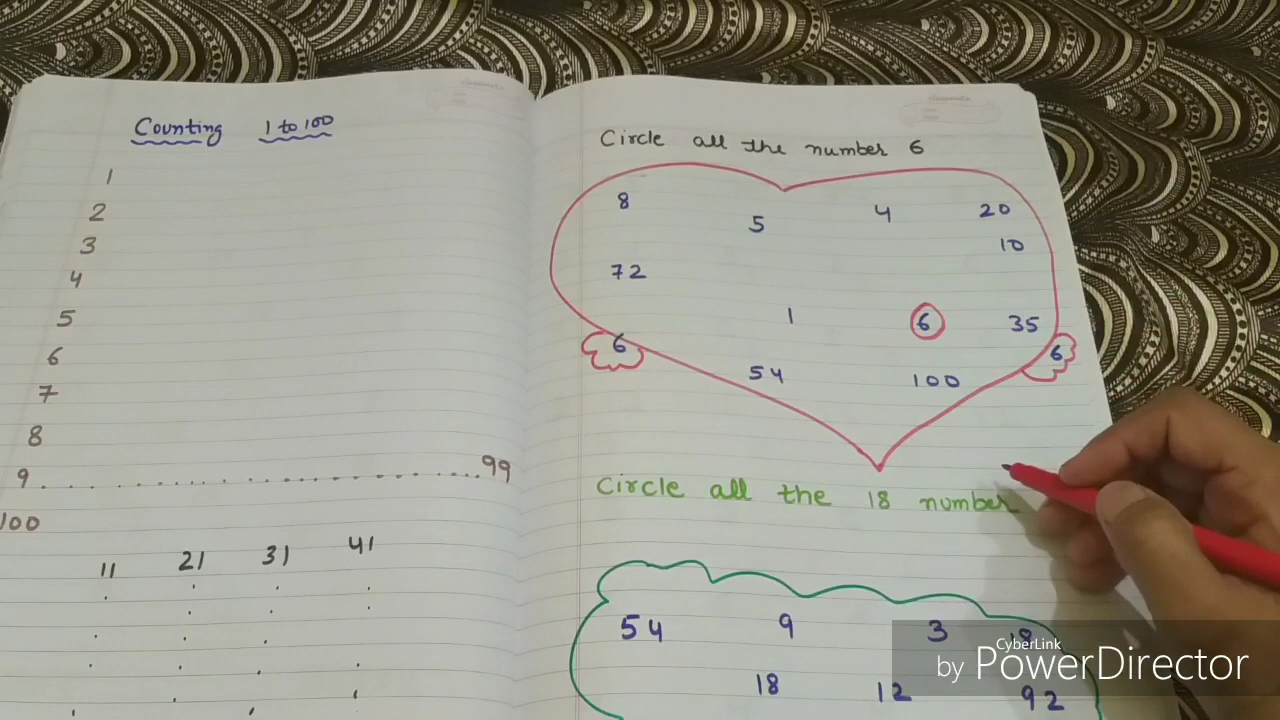 Counting 1 to 100
1
2
3
4
5
6
7
8
9 . . . . . . . . . . . . . . . . . . 99
100
11 21 31 41
Circle all the number 6
8 5 4 20
10
72
1 6 35
6 6
54 100
Circle all the 18 number
54 9 3 18
18 12 92
CyberLink
by PowerDirector